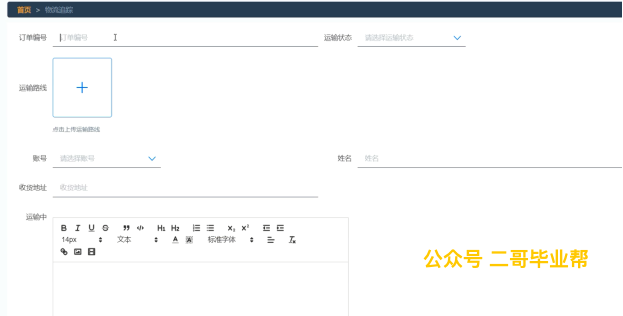 首页 > 物流追踪
订单编号 订单编号 运输状态 请选择运输状态
运输路线
点击上传运输路线
账号 请选择账号 姓名 姓名
收货地址 收货地址
运输中
B I U S ” </> H₁ H₂ X₂ X²
14px 文本 A A 标准字体 Tx
公众号 二哥毕业帮